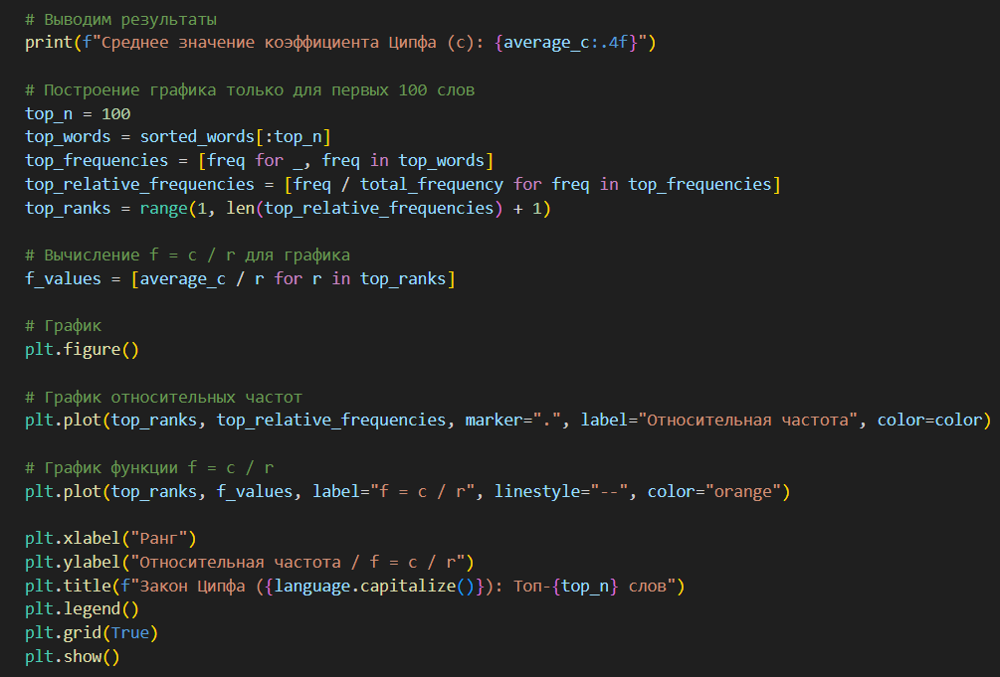 # Выводим результаты
print(f"Среднее значение коэффициента Ципфа (c): {average_c:.4f}")
# Построение графика только для первых 100 слов
top_n = 100
top_words = sorted_words[:top_n]
top_frequencies = [freq for _, freq in top_words]
top_relative_frequencies = [freq / total_frequency for freq in top_frequencies]
top_ranks = range(1, len(top_relative_frequencies) + 1)
# Вычисление f = c / r для графика
f_values = [average_c / r for r in top_ranks]
# График
plt.figure()
# График относительных частот
plt.plot(top_ranks, top_relative_frequencies, marker=".", label="Относительная частота", color=color)
# График функции f = c / r
plt.plot(top_ranks, f_values, label="f = c / r", linestyle="--", color="orange")
plt.xlabel("Ранг")
plt.ylabel("Относительная частота / f = c / r")
plt.title(f"Закон Ципфа ({language.capitalize()}): Топ-{top_n} слов")
plt.legend()
plt.grid(True)
plt.show()